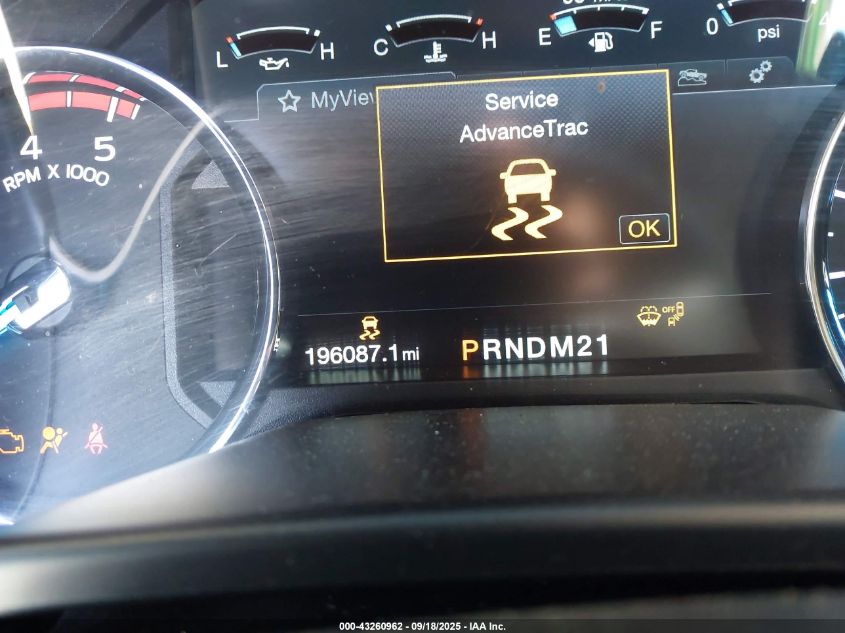 L H
C H
E F
0
psi
MyView
Service
AdvanceTrac
OK
4 5
RPM X 1000
OFF
196087.1 mi
PRNDM21
000-43260962 - 09/18/2025 - IAA Inc.